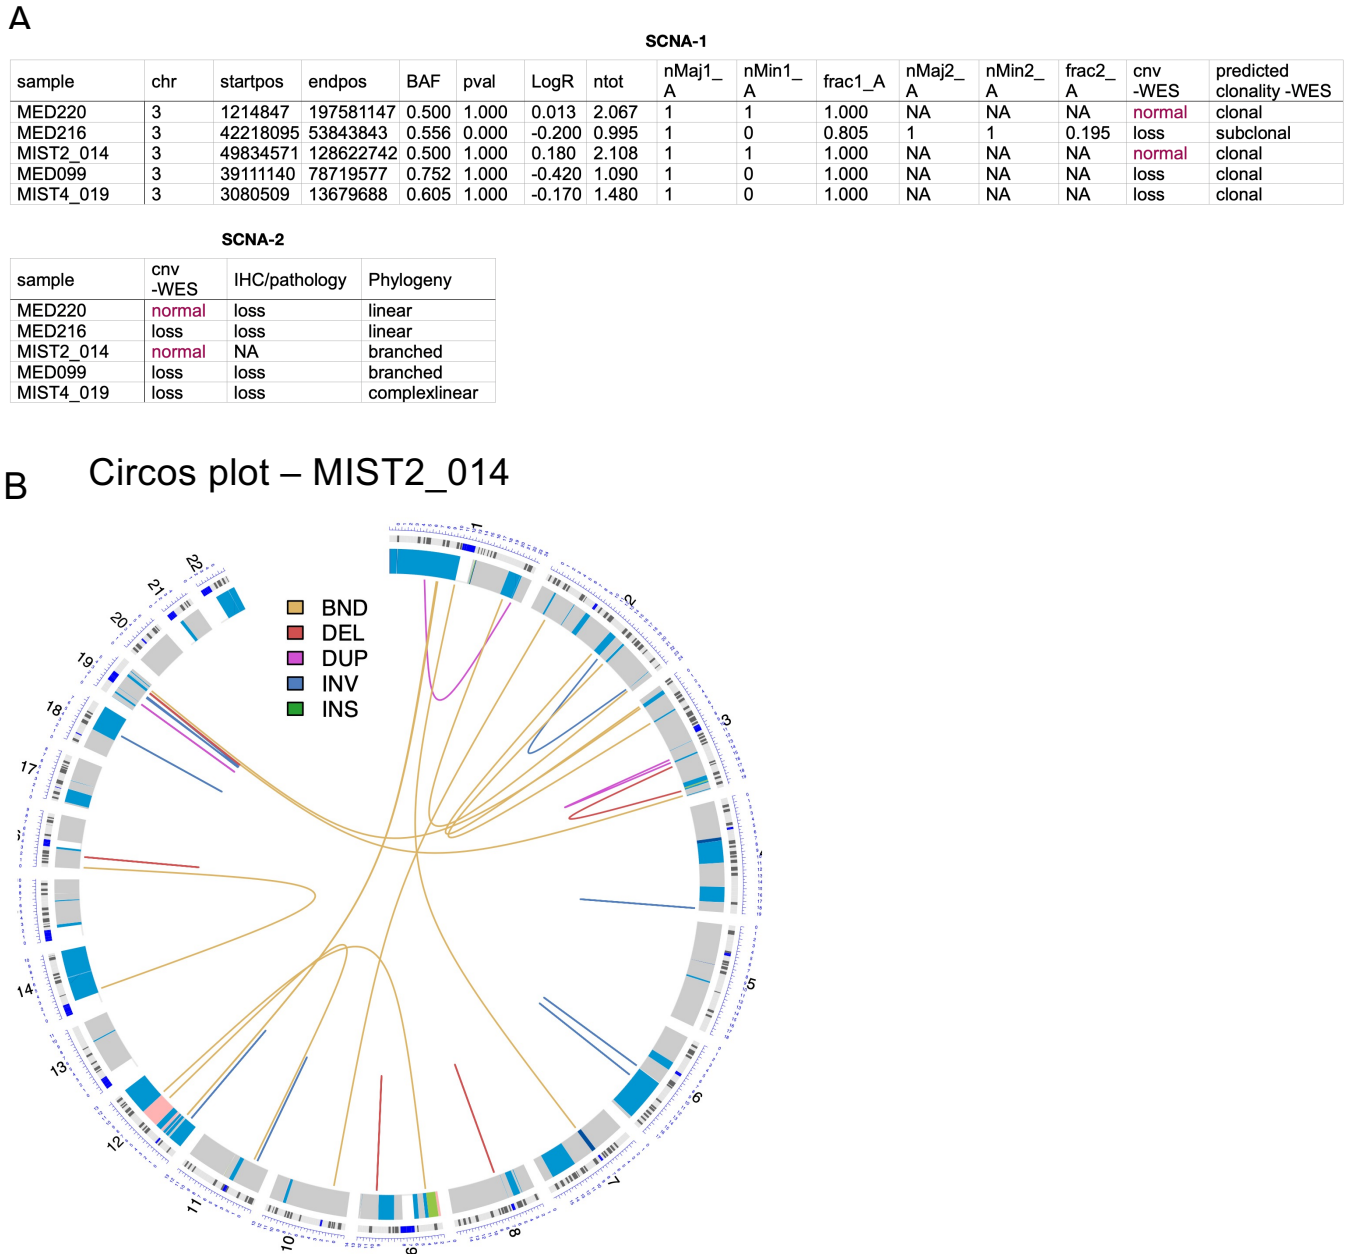 A
SCNA-1
sample chr startpos endpos BAF pval LogR ntot nMaj1_A nMin1_A frac1_A nMaj2_A nMin2_A frac2_A cnv -WES predicted clonality -WES
MED220 3 1214847 197581147 0.500 1.000 0.013 2.067 1 1 1.000 NA NA NA normal clonal
MED216 3 42218095 53843843 0.556 0.000 -0.200 0.995 1 0 0.805 1 1 0.195 loss subclonal
MIST2_014 3 49834571 128622742 0.500 1.000 0.180 2.108 1 1 1.000 NA NA NA normal clonal
MED099 3 39111140 78719577 0.752 1.000 -0.420 1.090 1 0 1.000 NA NA NA loss clonal
MIST4_019 3 3080509 13679688 0.605 1.000 -0.170 1.480 1 0 1.000 NA NA NA loss clonal
SCNA-2
sample cnv -WES IHC/pathology Phylogeny
MED220 normal loss linear
MED216 loss loss linear
MIST2_014 normal NA branched
MED099 loss loss branched
MIST4_019 loss loss complexlinear
B
Circos plot – MIST2_014
BND
DEL
DUP
INV
INS
1
2
3
5
6
7
8
10
11
12
13
14
17
18
19
20
21
22